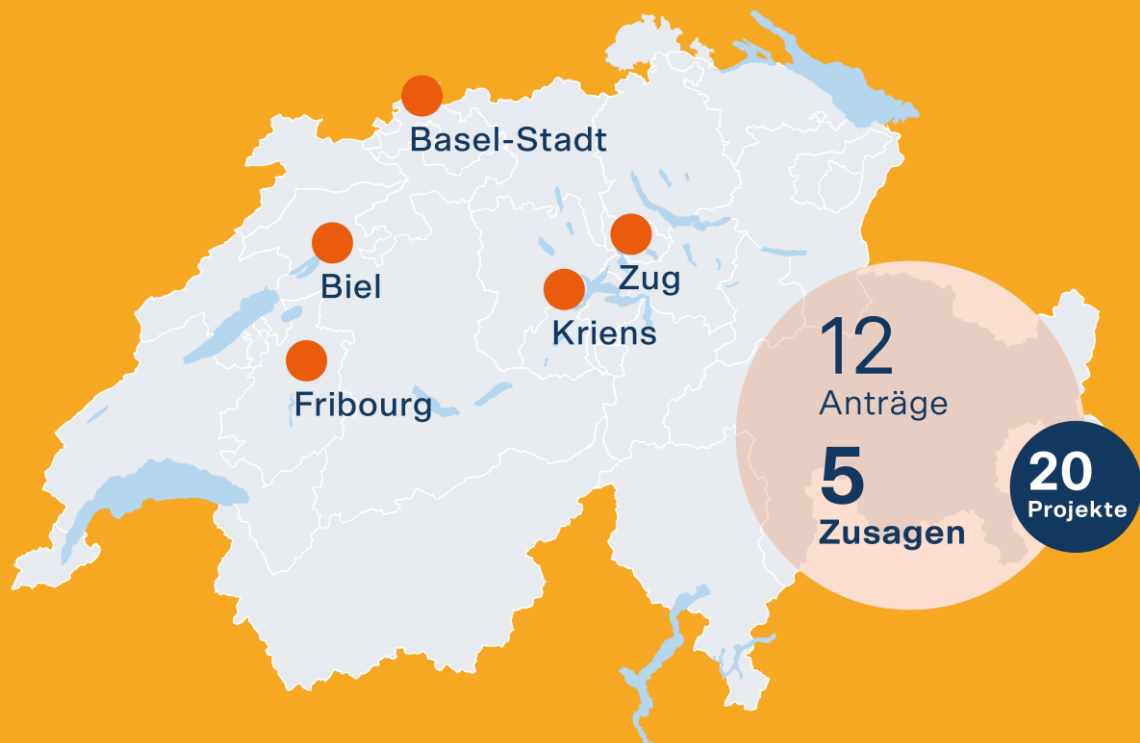 Basel-Stadt
Biel
Zug
Kriens
Fribourg
12
Anträge
5
Zusagen
20
Projekte